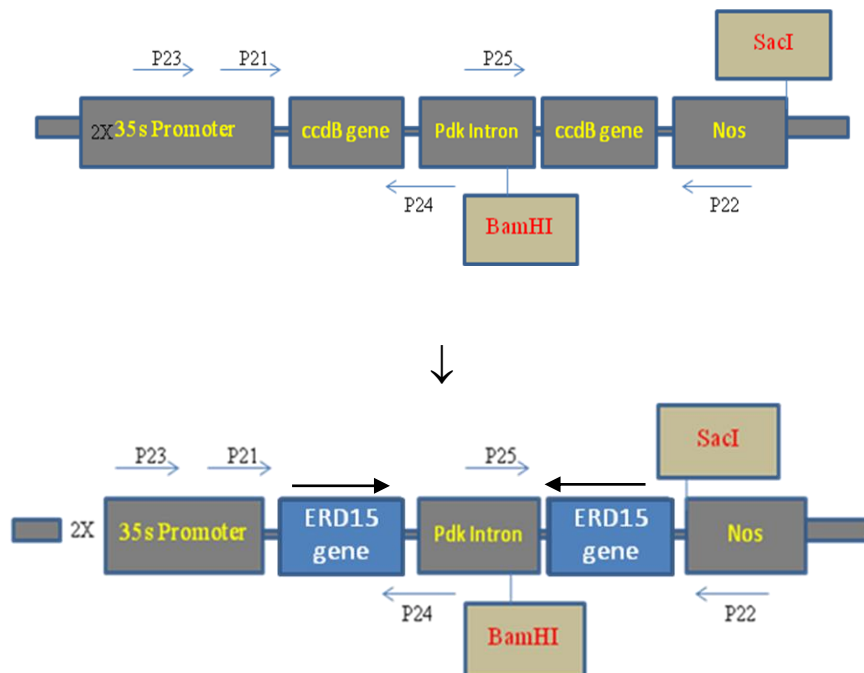 SacI
P23
P21
P25
2X 35s Promoter
ccdB gene
Pdk Intron
ccdB gene
Nos
P24
P22
BamHI
SacI
P23
P21
P25
2X
35s Promoter
ERD15
gene
Pdk Intron
ERD15
gene
Nos
P24
P22
BamHI